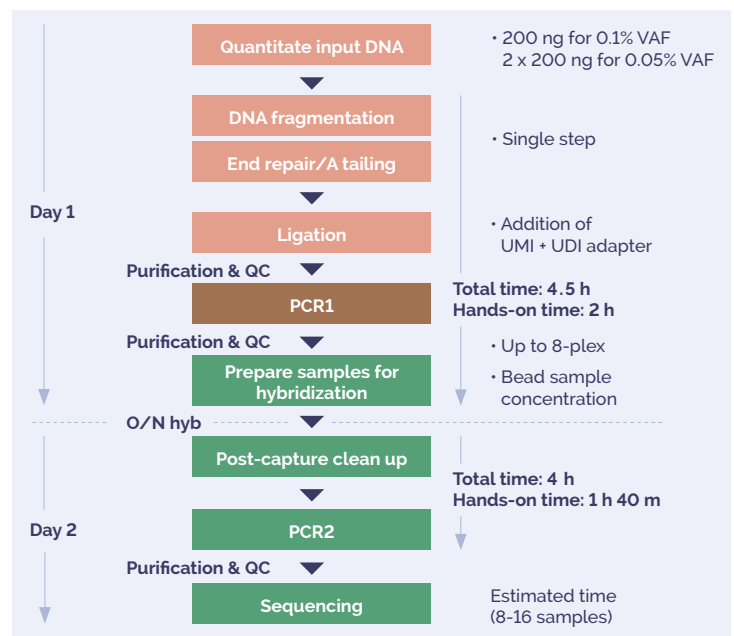 Quantitate input DNA
• 200 ng for 0.1% VAF
2 x 200 ng for 0.05% VAF
DNA fragmentation
• Single step
End repair/A tailing
Day 1
Ligation
• Addition of
UMI + UDI adapter
Purification & QC
PCR1
Total time: 4.5 h
Hands-on time: 2 h
Purification & QC
• Up to 8-plex
Prepare samples for
hybridization
• Bead sample
concentration
O/N hyb
Post-capture clean up
Total time: 4 h
Hands-on time: 1 h 40 m
Day 2
PCR2
Purification & QC
Sequencing
Estimated time
(8-16 samples)